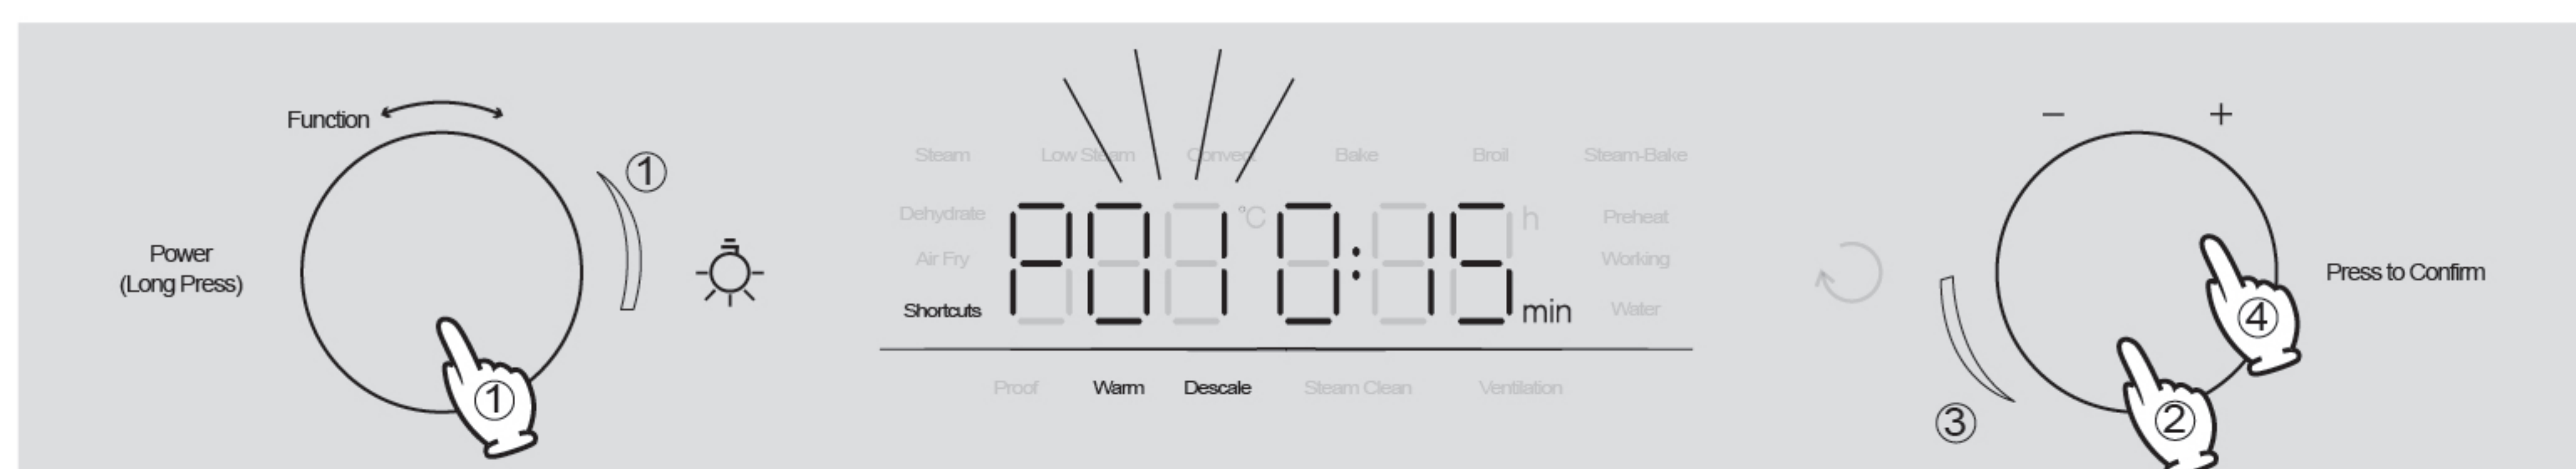 Function
− +
①
Steam Low Steam Convect Bake Broil Steam-Bake
Dehydrate P01 °C 0:15 h Preheat
Power
(Long Press)
Air Fry Working
Shortcuts min Water
Press to Confirm
④
Proof Warm Descale Steam Clean Ventilation
①
③ ②